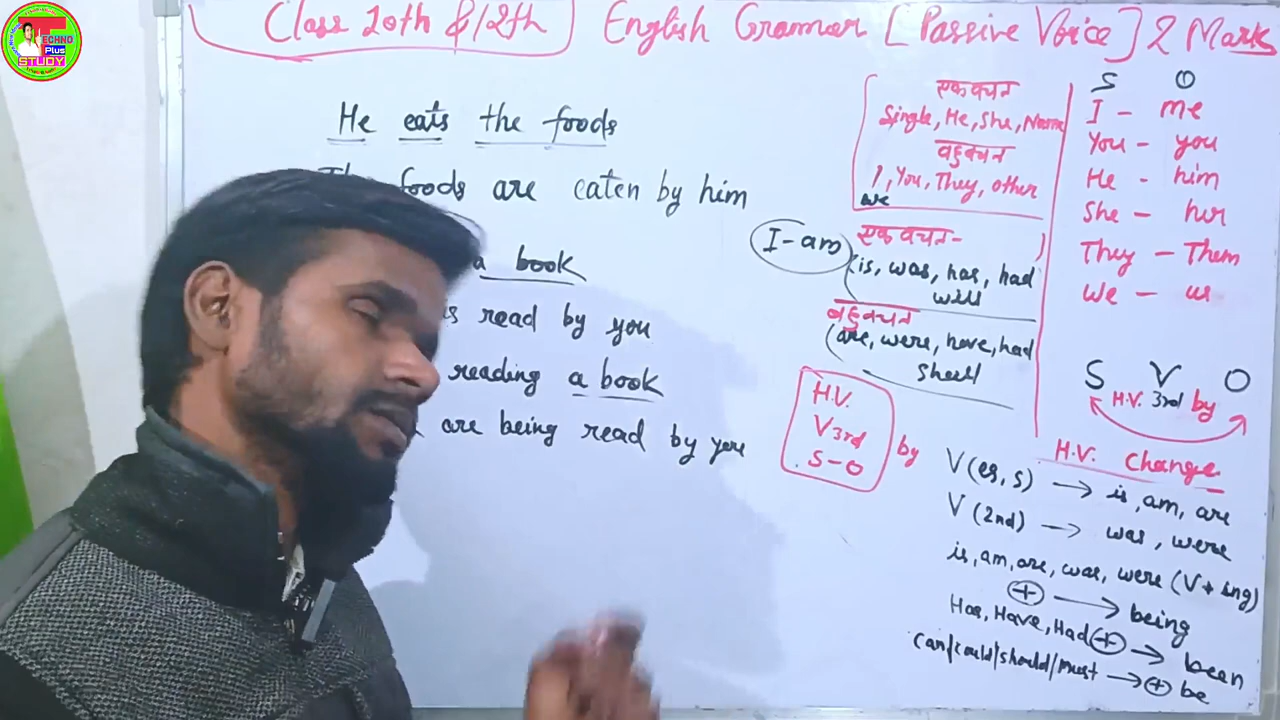 TECHNO
Plus
STUDY
Class 10th & 12th English Grammar [Passive Voice] 2 Mark
He eats the foods
foods are eaten by him
a book
read by you
reading a book
are being read by you
एकवचन
Single, He, She, Name
वहुवचन
I, You, They, other
we
I-am
एकवचन-
(is, was, has, had
will
बहुवचन
(are, were, have, had
shall
H.V.
V3rd
S-O
by
S O
I - me
You - you
He - him
She - her
They - Them
We - us
S V O
H.V. 3rd by
H.V. Change
V(es, s) → is, am, are
V(2nd) → was, were
is, am, are, was, were (V+ing)
+ → being
Has, Have, Had + → been
can/could/should/must → + be